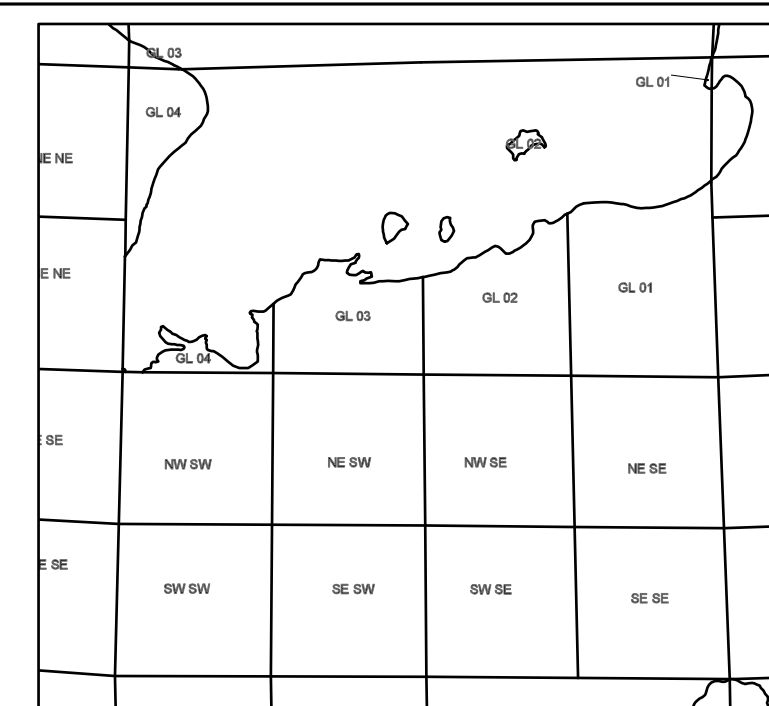 GL 03
GL 01
GL 04
GL 02
NE NE
E NE
GL 01
GL 02
GL 03
GL 04
E SE
NW SW
NE SW
NW SE
NE SE
E SE
SW SW
SE SW
SW SE
SE SE